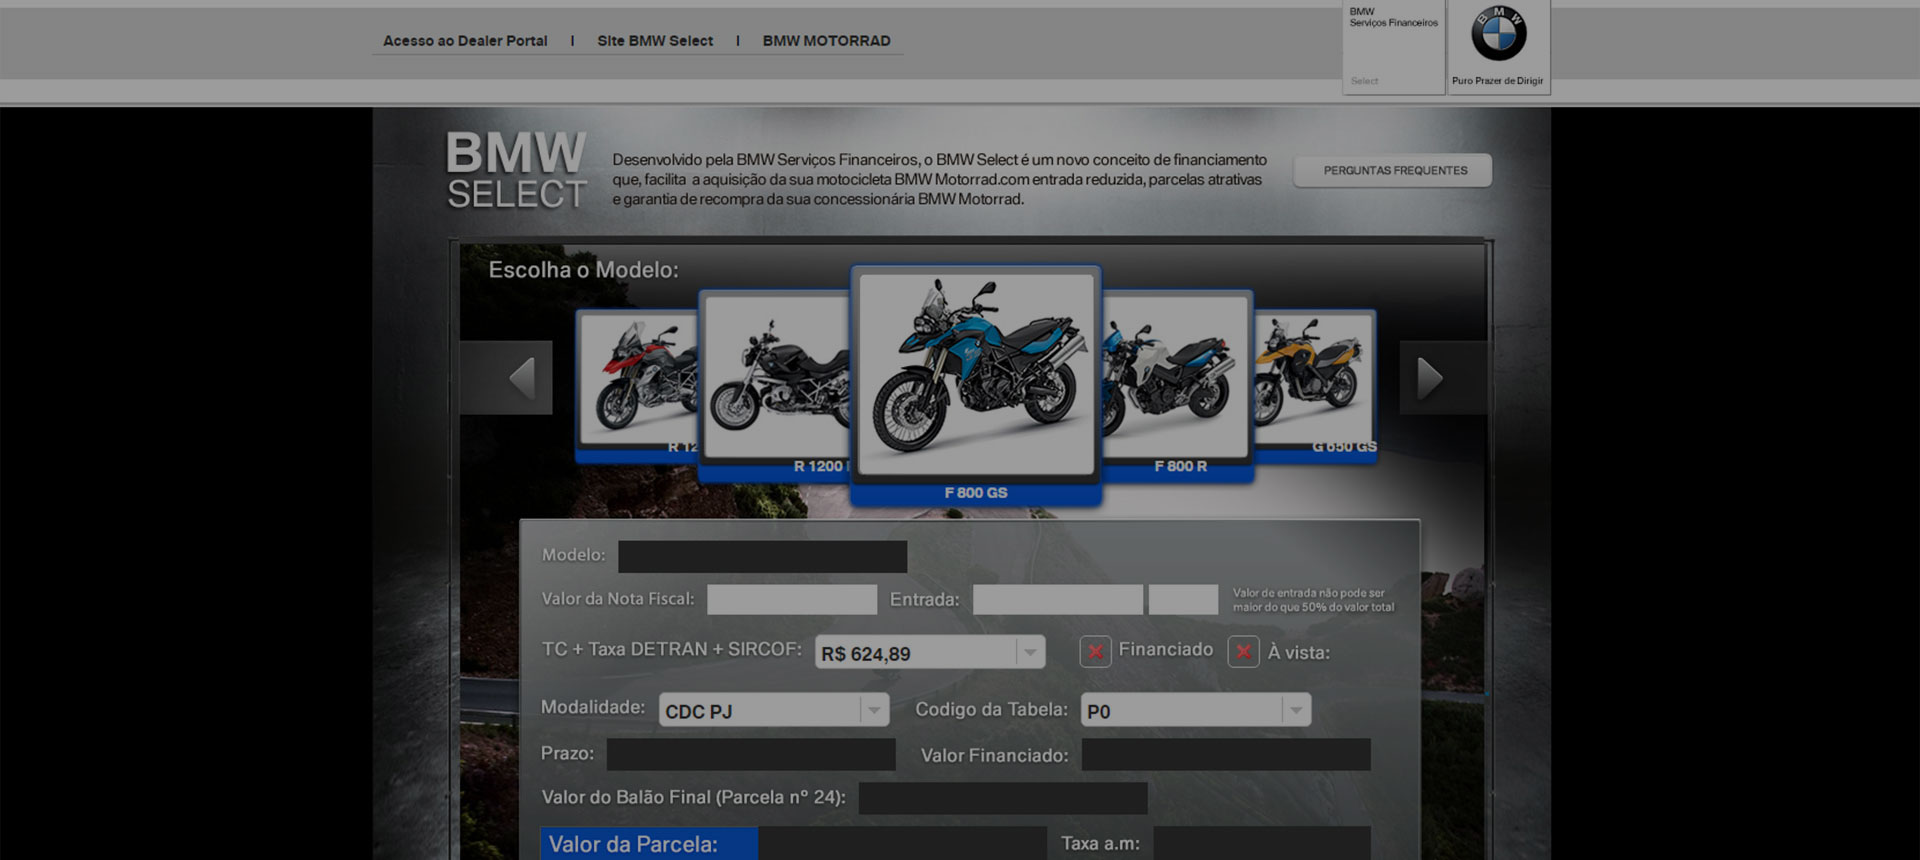 Acesso ao Dealer Portal | Site BMW Select | BMW MOTORRAD
BMW
Serviços Financeiros
Select
BMW
Puro Prazer de Dirigir
BMW
SELECT
Desenvolvido pela BMW Serviços Financeiros, o BMW Select é um novo conceito de financiamento
que, facilita a aquisição da sua motocicleta BMW Motorrad.com entrada reduzida, parcelas atrativas
e garantia de recompra da sua concessionária BMW Motorrad.
PERGUNTAS FREQUENTES
Escolha o Modelo:
R 12
R 1200
F 800 GS
F 800 R
G 650 GS
Modelo:
Valor da Nota Fiscal:
Entrada:
Valor de entrada não pode ser
maior do que 50% do valor total
TC + Taxa DETRAN + SIRCOF: R$ 624,89
Financiado
À vista:
Modalidade: CDC PJ
Codigo da Tabela: P0
Prazo:
Valor Financiado:
Valor do Balão Final (Parcela nº 24):
Valor da Parcela:
Taxa a.m: